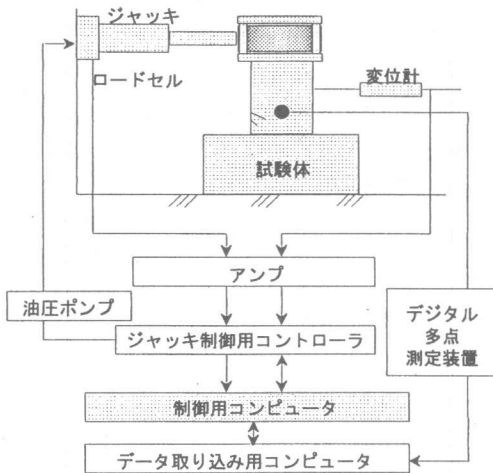 ジャッキ
ロードセル
変位計
試験体
アンプ
油圧ポンプ
デジタル
多点
測定装置
ジャッキ制御用コントローラ
制御用コンピュータ
データ取り込み用コンピュータ